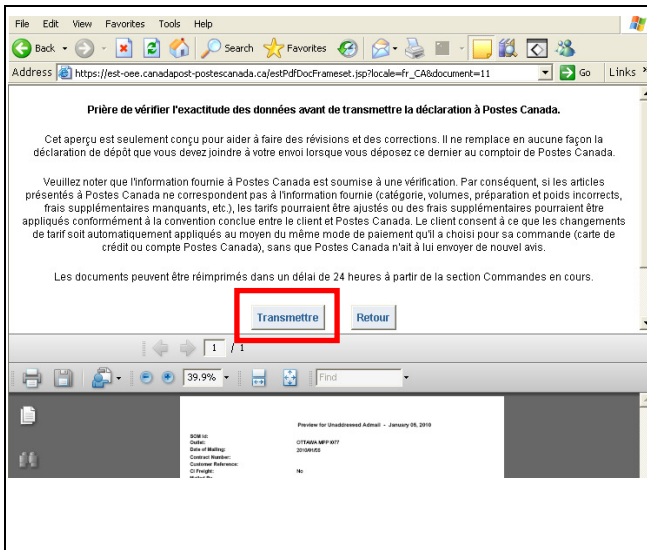 File Edit View Favorites Tools Help
Back Search Favorites
Address https://est-oee.canadapost-postescanada.ca/estPdfDocFrameset.jsp?locale=fr_CA&document=11 Go Links
Prière de vérifier l'exactitude des données avant de transmettre la déclaration à Postes Canada.
Cet aperçu est seulement conçu pour aider à faire des révisions et des corrections. Il ne remplace en aucune façon la
déclaration de dépôt que vous devez joindre à votre envoi lorsque vous déposez ce dernier au comptoir de Postes Canada.
Veuillez noter que l'information fournie à Postes Canada est soumise à une vérification. Par conséquent, si les articles
présentés à Postes Canada ne correspondent pas à l'information fournie (catégorie, volumes, préparation et poids incorrects,
frais supplémentaires manquants, etc.), les tarifs pourraient être ajustés ou des frais supplémentaires pourraient être
appliqués conformément à la convention conclue entre le client et Postes Canada. Le client consent à ce que les changements
de tarif soit automatiquement appliqués au moyen du même mode de paiement qu'il a choisi pour sa commande (carte de
crédit ou compte Postes Canada), sans que Postes Canada n'ait à lui envoyer de nouvel avis.
Les documents peuvent être réimprimés dans un délai de 24 heures à partir de la section Commandes en cours.
Transmettre Retour
1 / 1
39.9% Find
Preview for Unaddressed Admail - January 05, 2010
SOM Id:
Outlet: OTTAWA MPP
Date of Mailing:
Contract Number:
Customer Reference:
CI Freight: No